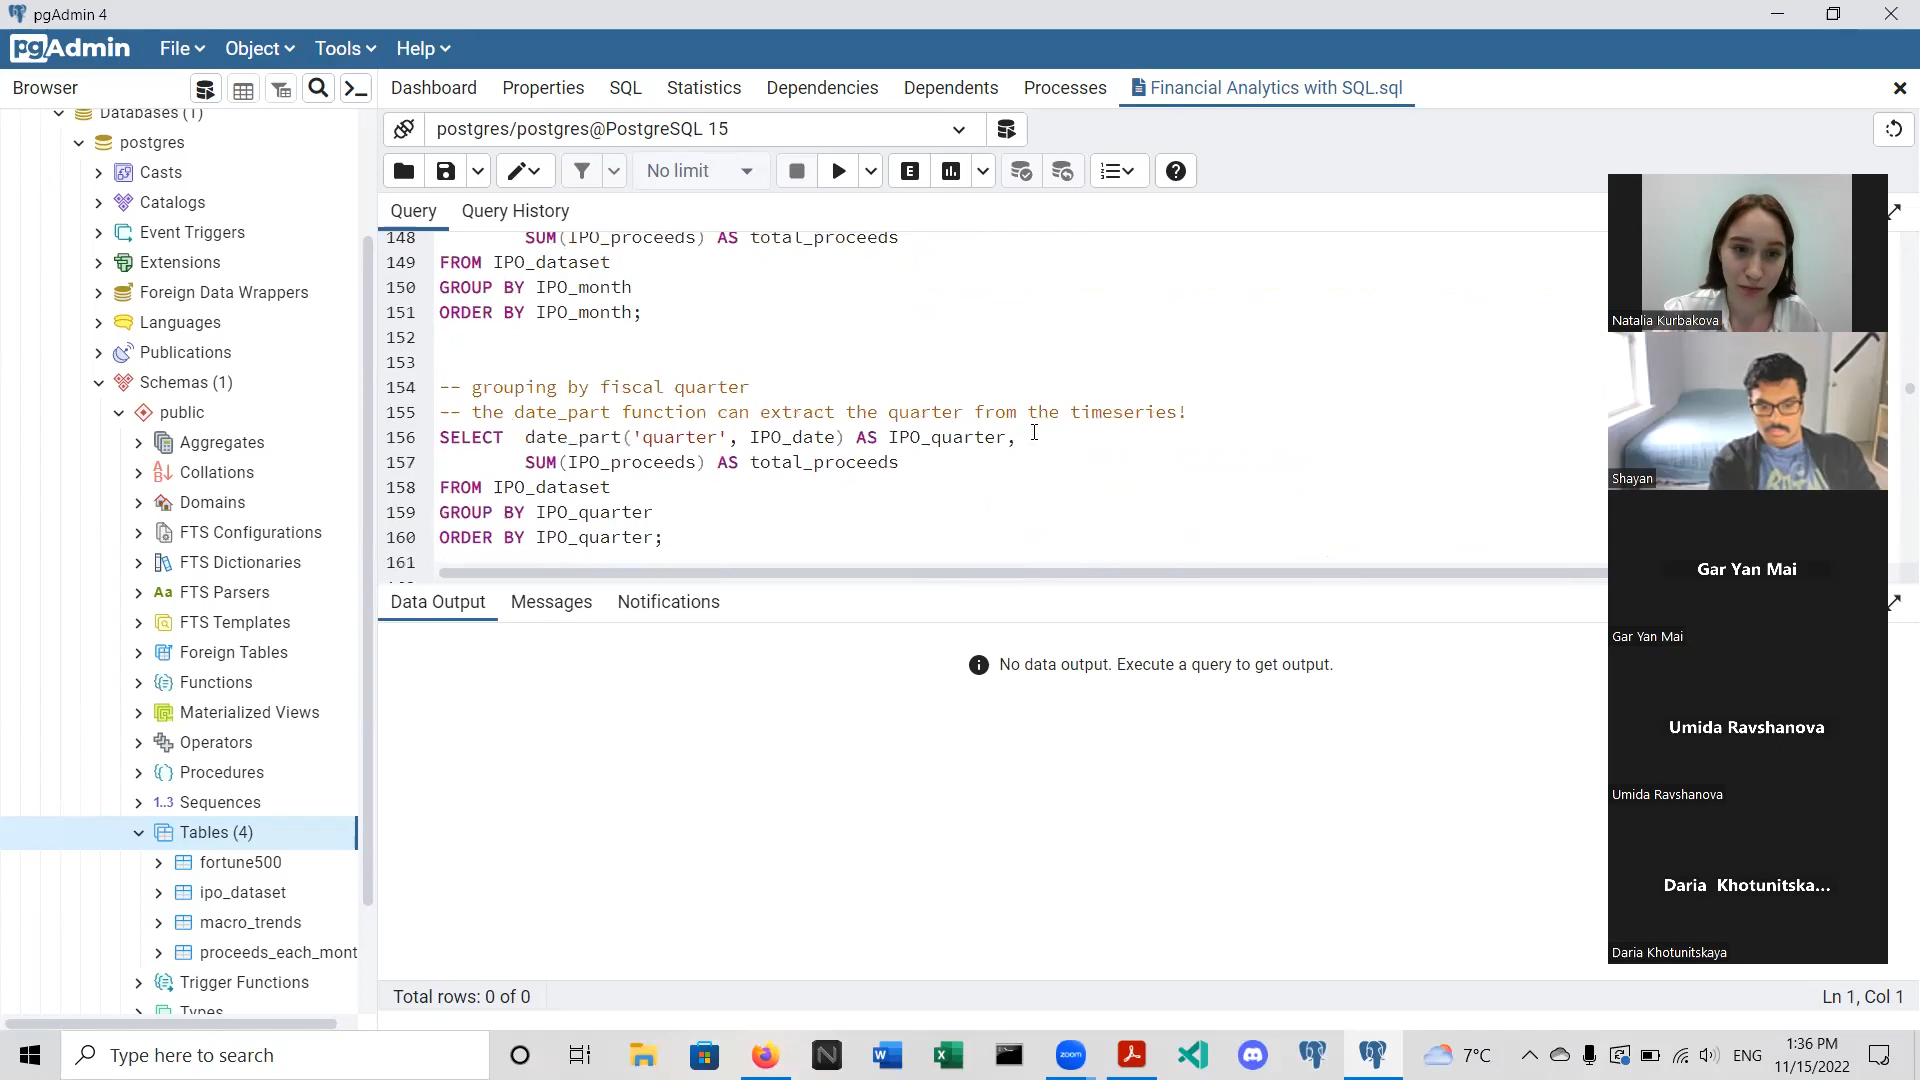 pgAdmin 4
pgAdmin File Object Tools Help
Browser
Dashboard Properties SQL Statistics Dependencies Dependents Processes Financial Analytics with SQL.sql
postgres/postgres@PostgreSQL 15
No limit
Query Query History
Databases (1)
postgres
Casts
Catalogs
Event Triggers
Extensions
Foreign Data Wrappers
Languages
Publications
Schemas (1)
public
Aggregates
Collations
Domains
FTS Configurations
FTS Dictionaries
Aa FTS Parsers
FTS Templates
Foreign Tables
Functions
Materialized Views
Operators
Procedures
1..3 Sequences
Tables (4)
fortune500
ipo_dataset
macro_trends
proceeds_each_mont
Trigger Functions
Types
148 SUM(IPO_proceeds) AS total_proceeds
149 FROM IPO_dataset
150 GROUP BY IPO_month
151 ORDER BY IPO_month;
152
153
154 -- grouping by fiscal quarter
155 -- the date_part function can extract the quarter from the timeseries!
156 SELECT date_part('quarter', IPO_date) AS IPO_quarter,
157 SUM(IPO_proceeds) AS total_proceeds
158 FROM IPO_dataset
159 GROUP BY IPO_quarter
160 ORDER BY IPO_quarter;
161
Data Output Messages Notifications
No data output. Execute a query to get output.
Total rows: 0 of 0
Ln 1, Col 1
Natalia Kurbakova
Shayan
Gar Yan Mai
Gar Yan Mai
Umida Ravshanova
Umida Ravshanova
Daria Khotunitska...
Daria Khotunitskaya
Type here to search
zoom
7°C
ENG
1:36 PM
11/15/2022